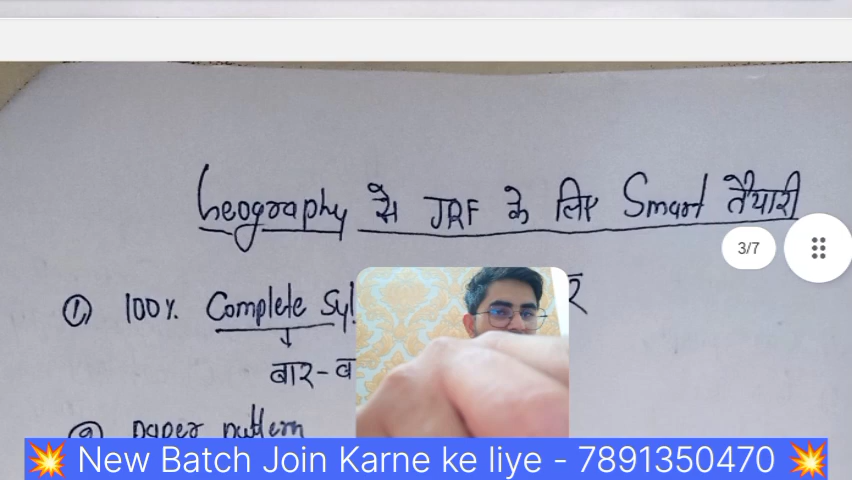 Geography से JRF के लिए Smart तैयारी
3/7
① 100% Complete
बार-
② paper pattern
💥 New Batch Join Karne ke liye - 7891350470 💥